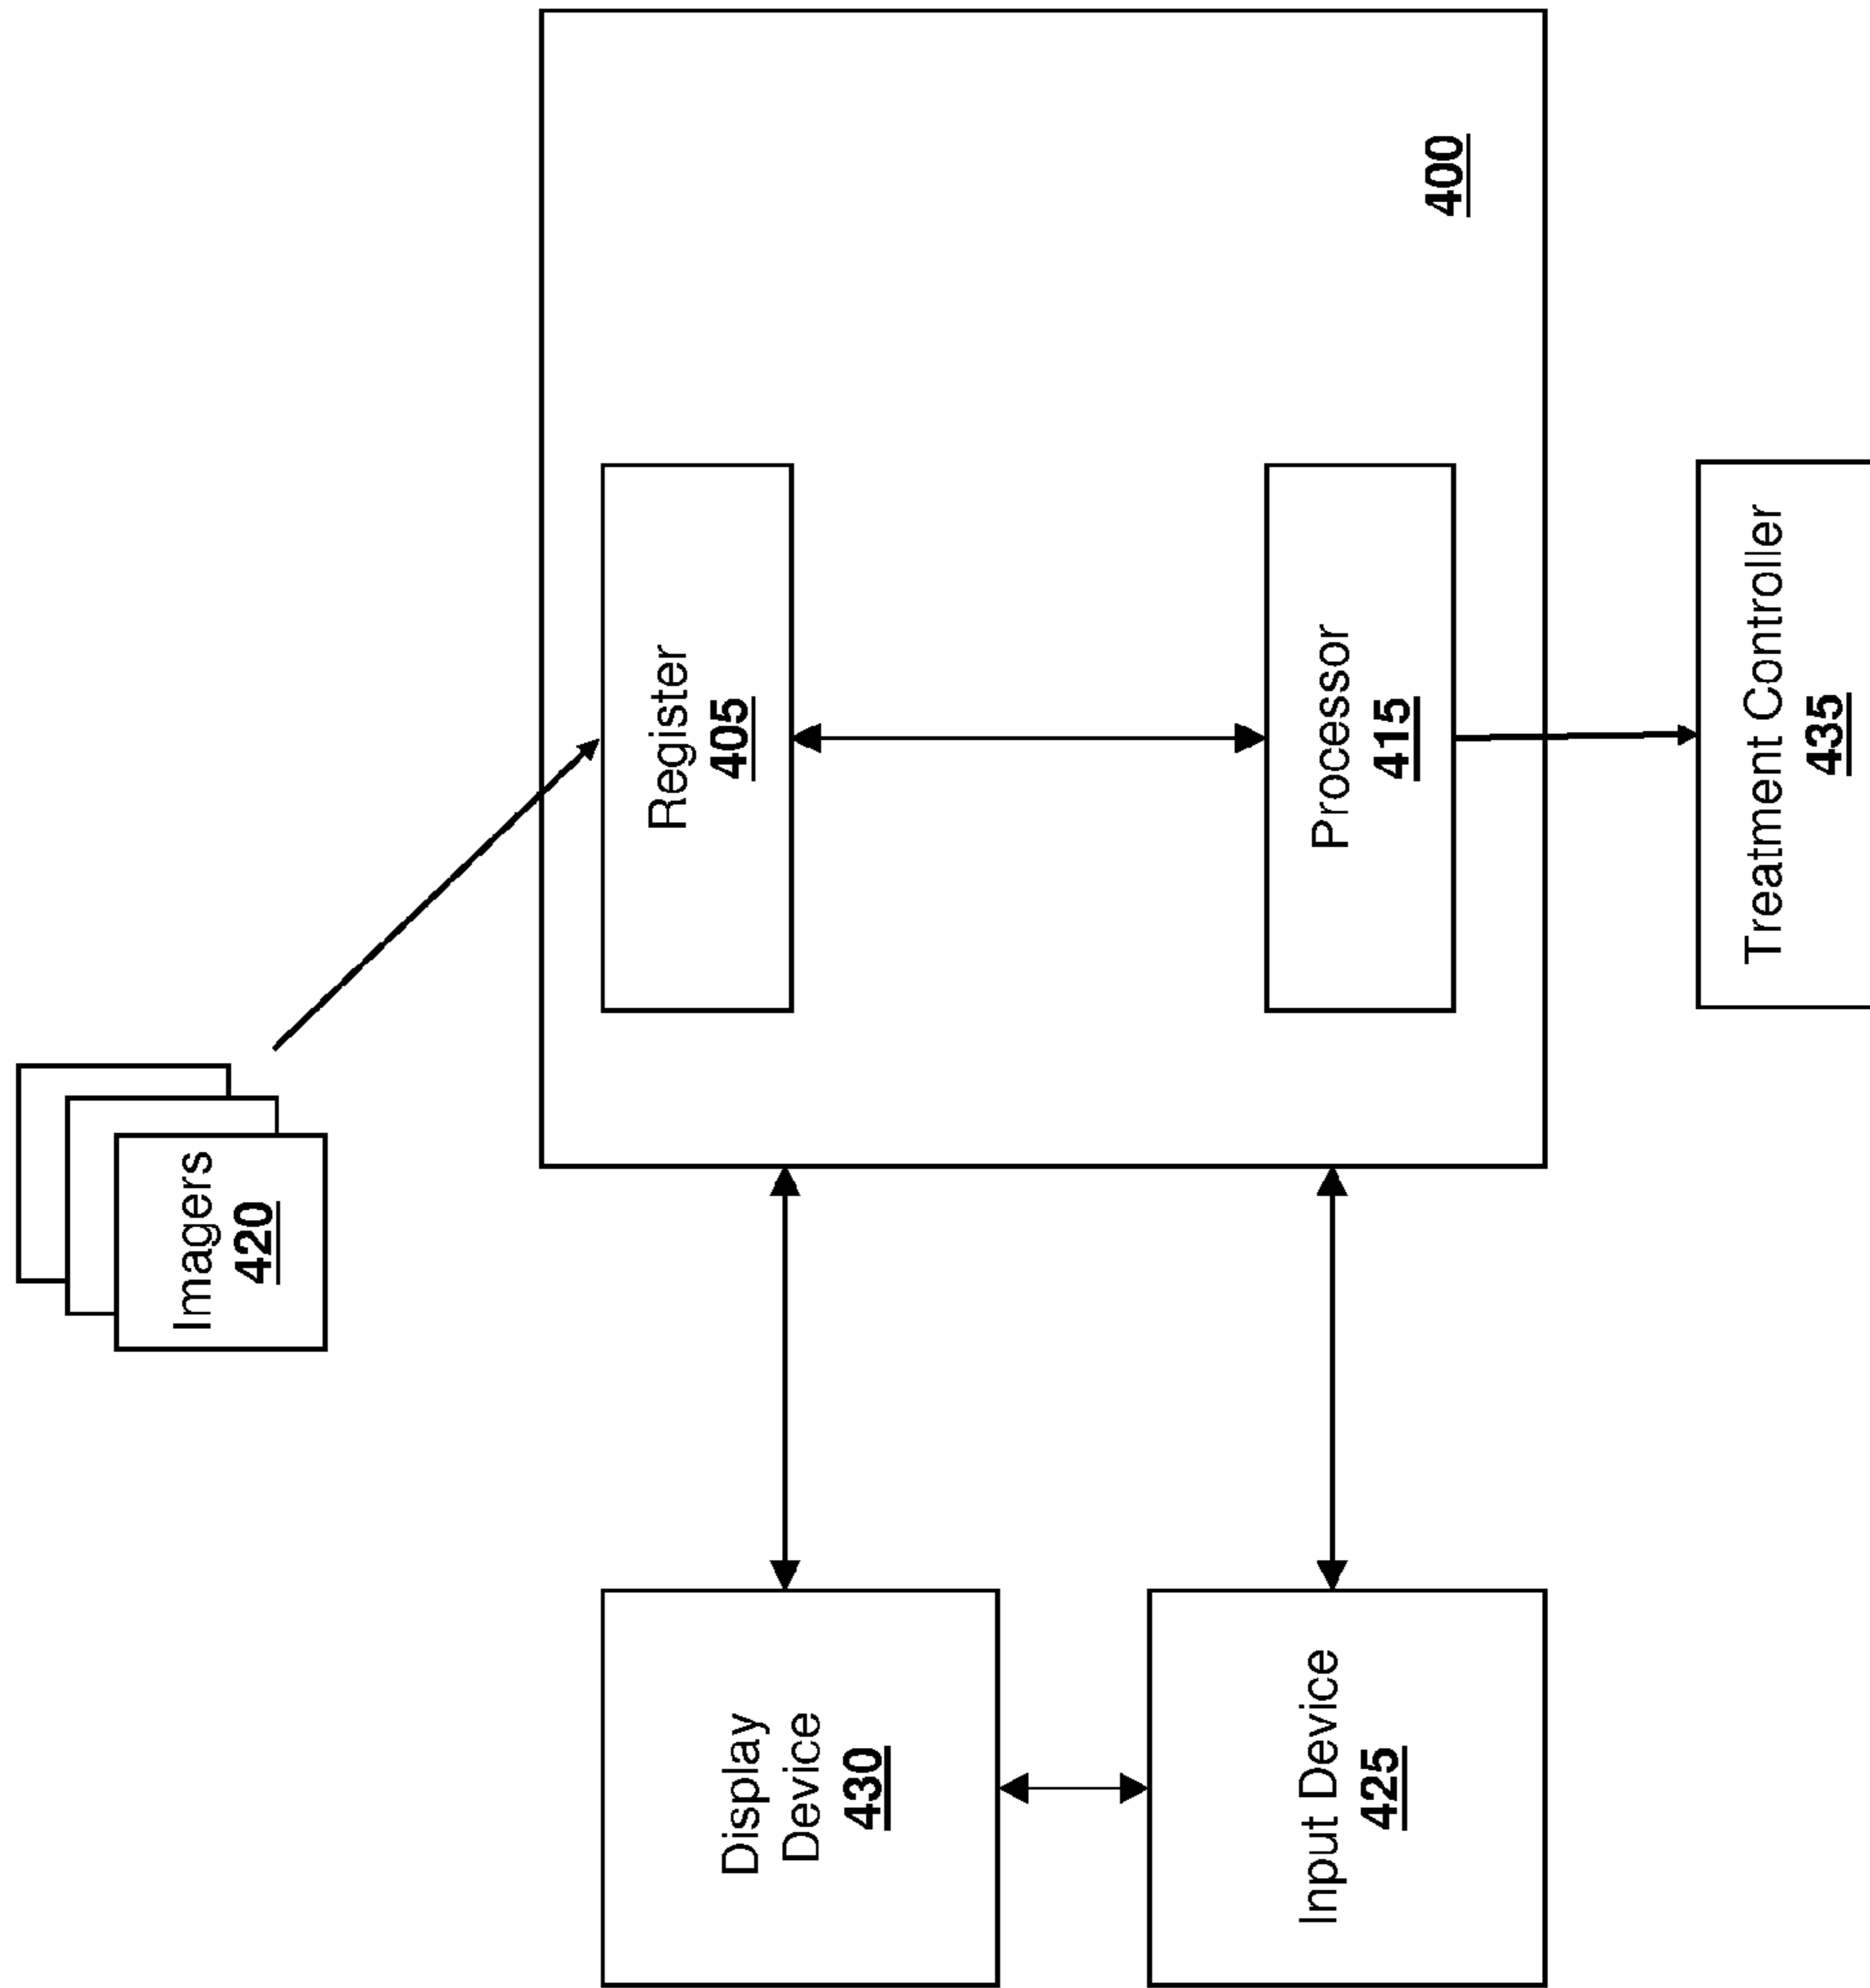 Imagers
420
Register
405
Processor
415
400
Treatment Controller
435
Display
Device
430
Input Device
425